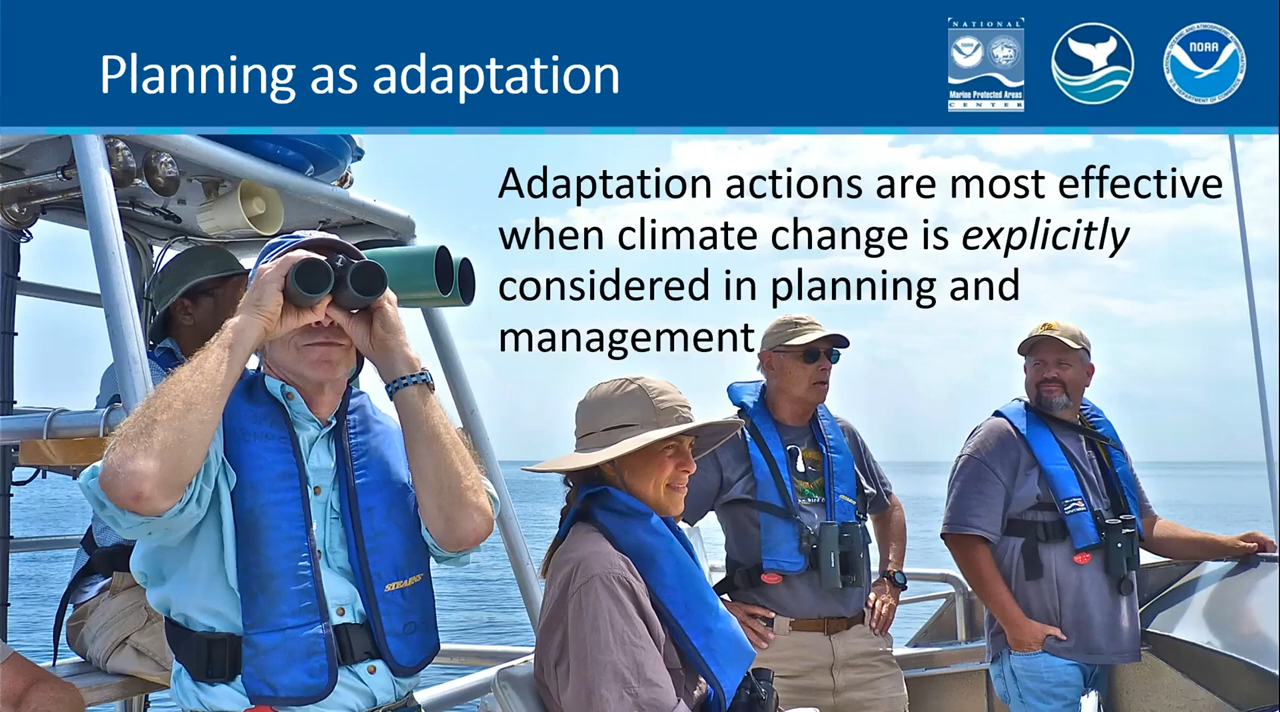 Planning as adaptation
NATIONAL
Marine Protected Areas
CENTER
NOAA
Adaptation actions are most effective
when climate change is explicitly
considered in planning and
management
STEARNS